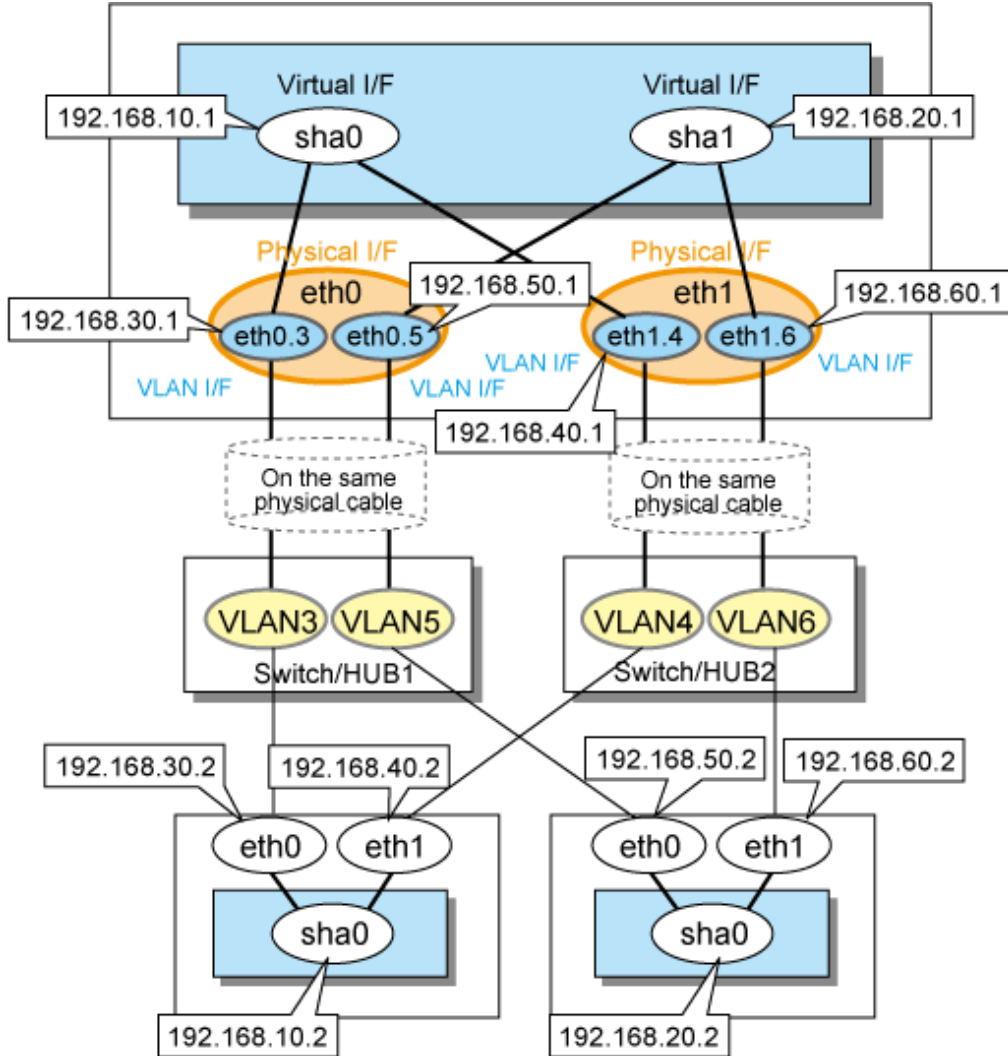 Virtual I/F
Virtual I/F
192.168.10.1
192.168.20.1
sha0
sha1
Physical I/F
Physical I/F
eth0
192.168.50.1
eth1
192.168.60.1
192.168.30.1
eth0.3
eth0.5
eth1.4
eth1.6
VLAN I/F
VLAN I/F
VLAN I/F
VLAN I/F
192.168.40.1
On the same
physical cable
On the same
physical cable
VLAN3
VLAN5
VLAN4
VLAN6
Switch/HUB1
Switch/HUB2
192.168.30.2
192.168.40.2
192.168.50.2
192.168.60.2
eth0
eth1
eth0
eth1
sha0
sha0
192.168.10.2
192.168.20.2